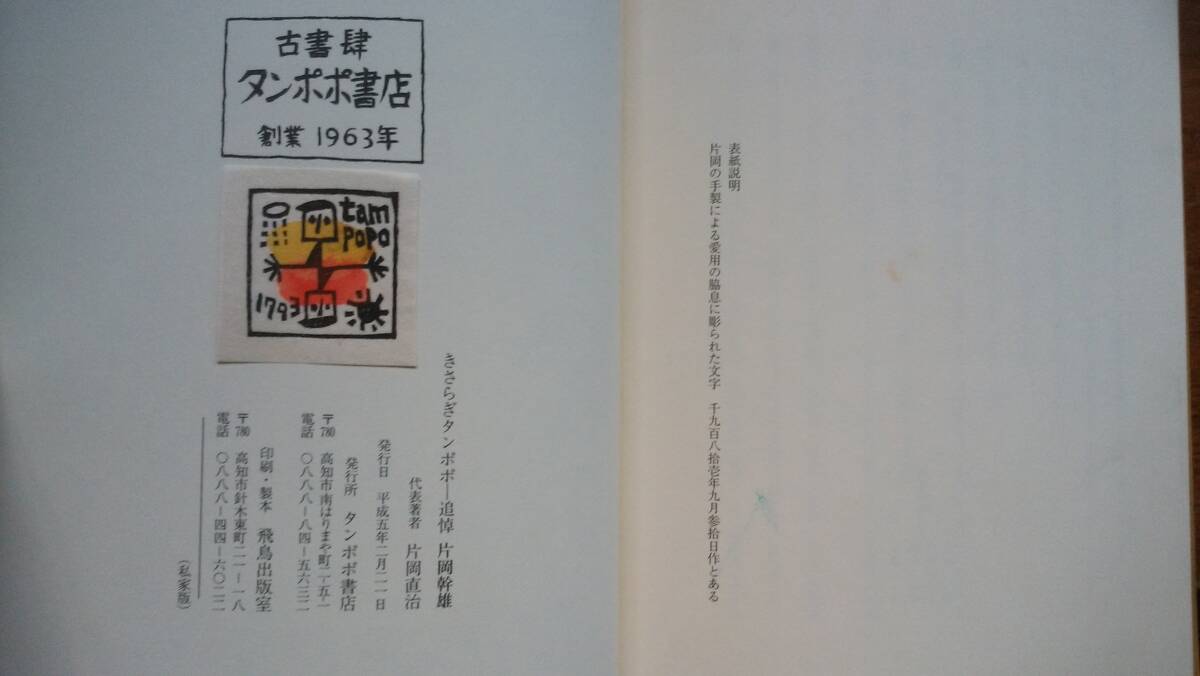 表紙説明
片岡の手製による愛用の脇息に彫られた文字　千九百八拾壱年九月参拾日作とある
古書肆
タンポポ書店
創業 1963年
tam
popo
1793
きさらぎタンポポ―追悼 片岡幹雄
代表著者　片岡直治
発行日　平成五年二月二一日
発行所　タンポポ書店
〒780　高知市南はりまや町二-五-一
電話　〇八八八-八四-五六三二
印刷・製本　飛鳥出版室
〒780　高知市針木東町二一-一八
電話　〇八八八-四四-六〇二二
（私家版）